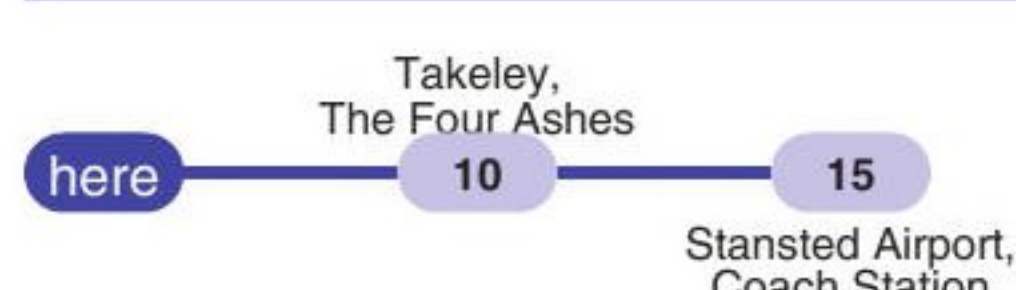 Takeley,
The Four Ashes
here
10
15
Stansted Airport,
Coach Station